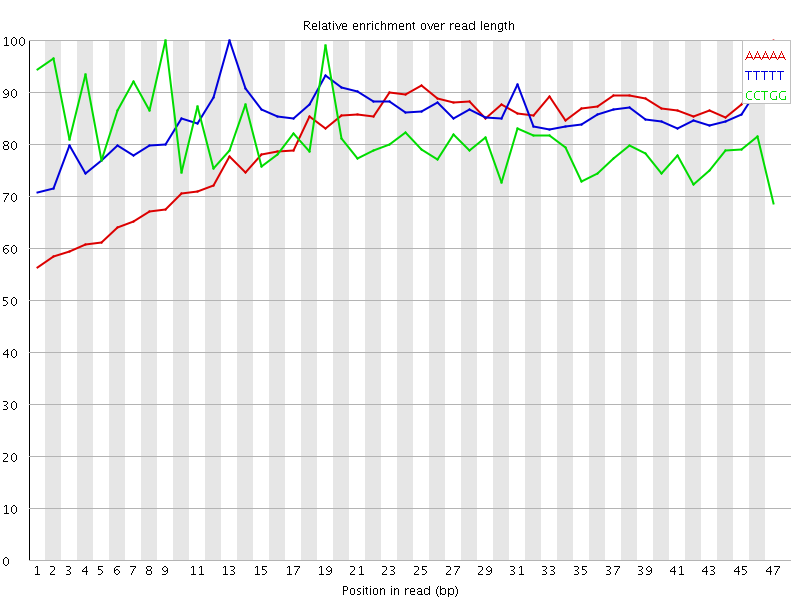 Relative enrichment over read length
100
90
80
70
60
50
40
30
20
10
0
AAAAA
TTTTT
CCTGG
1 2 3 4 5 6 7 8 9 11 13 15 17 19 21 23 25 27 29 31 33 35 37 39 41 43 45 47
Position in read (bp)